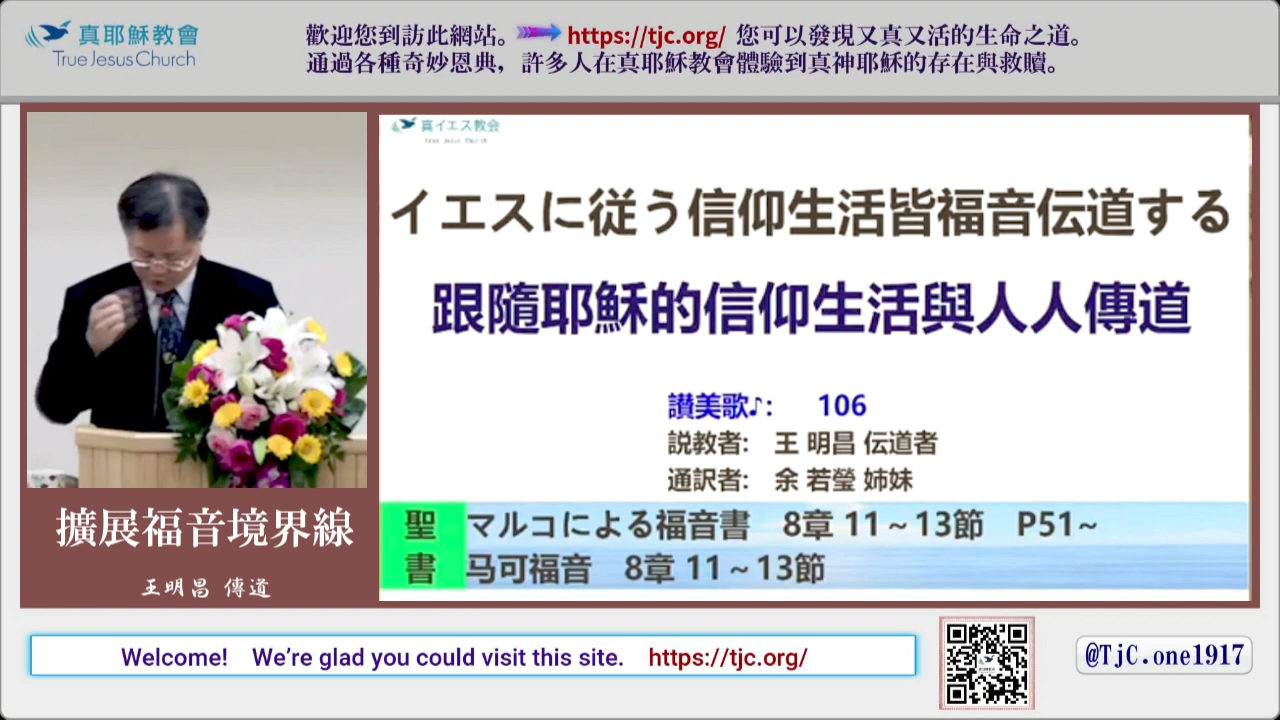 真耶穌教會
True Jesus Church
歡迎您到訪此網站。 https://tjc.org/ 您可以發現又真又活的生命之道。
通過各種奇妙恩典，許多人在真耶穌教會體驗到真神耶穌的存在與救贖。
真イエス教会
True Jesus Church
イエスに従う信仰生活皆福音伝道する
跟隨耶穌的信仰生活與人人傳道
讃美歌♪: 106
説教者: 王 明昌 伝道者
通訳者: 余 若瑩 姉妹
聖書
マルコによる福音書 8章 11～13節 P51～
马可福音 8章 11～13節
擴展福音境界線
王明昌 傳道
Welcome! We're glad you could visit this site. https://tjc.org/
@TjC.one1917